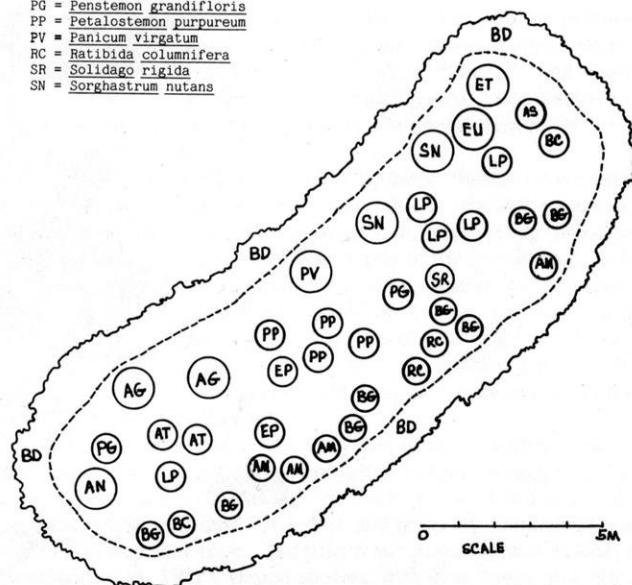 PG = Penstemon grandifloris
PP = Petalostemon purpureum
PV = Panicum virgatum
RC = Ratibida columnifera
SR = Solidago rigida
SN = Sorghastrum nutans
BD
ET
AS
EU
BC
SN
LP
LP
SN
LP
BG
BG
LP
BD
AM
PV
SR
PG
BG
PP
PP
BG
RC
PP
PP
EP
RC
AG
AG
BG
BG
BD
EP
AT
AT
PG
AM
BD
AM
AM
LP
AN
BG
BC
BG
0 5M
SCALE